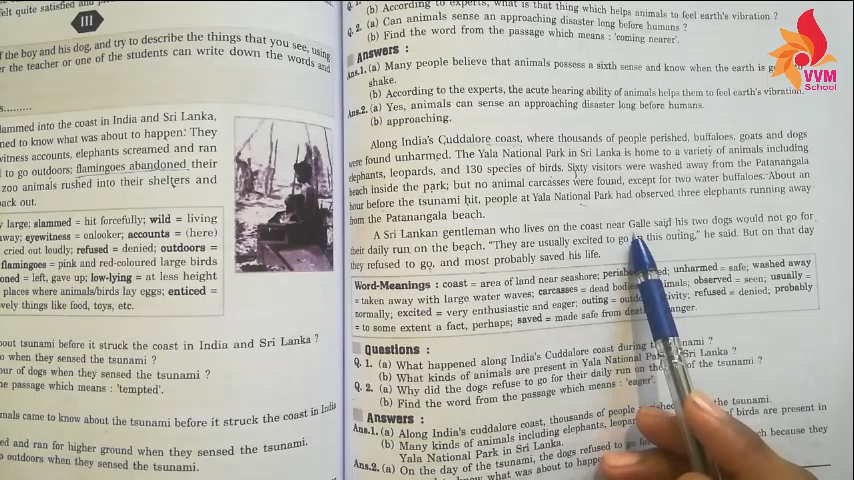 felt quite satisfied and
III
of the boy and his dog, and try to describe the things that you see, using
er the teacher or one of the students can write down the words and
s.........
lammed into the coast in India and Sri Lanka,
ned to know what was about to happen. They
witness accounts, elephants screamed and ran
l to go outdoors; flamingoes abandoned their
zoo animals rushed into their shelters and
back out.
y large; slammed = hit forcefully; wild = living
way; eyewitness = onlooker; accounts = (here)
cried out loudly; refused = denied; outdoors =
flamingoes = pink and red-coloured large birds
oned = left, gave up; low-lying = at less height
places where animals/birds lay eggs; enticed =
vely things like food, toys, etc.
bout tsunami before it struck the coast in India and Sri Lanka ?
o when they sensed the tsunami ?
our of dogs when they sensed the tsunami ?
he passage which means : 'tempted'.
mals came to know about the tsunami before it struck the coast in India
ed and ran for higher ground when they sensed the tsunami.
o outdoors when they sensed the tsunami.
(b) According to experts, what is that thing which helps animals to feel earth's vibration ?
Q. 2. (a) Can animals sense an approaching disaster long before humans ?
(b) Find the word from the passage which means : 'coming nearer'.
Answers :
Ans.1. (a) Many people believe that animals possess a sixth sense and know when the earth is
shake.
(b) According to the experts, the acute hearing ability of animals helps them to feel earth's vibration.
Ans.2. (a) Yes, animals can sense an approaching disaster long before humans.
(b) approaching.
Along India's Cuddalore coast, where thousands of people perished, buffaloes, goats and dogs
were found unharmed. The Yala National Park in Sri Lanka is home to a variety of animals including
elephants, leopards, and 130 species of birds. Sixty visitors were washed away from the Patanangala
beach inside the park; but no animal carcasses were found, except for two water buffaloes. About an
hour before the tsunami hit, people at Yala National Park had observed three elephants running away
from the Patanangala beach.
A Sri Lankan gentleman who lives on the coast near Galle said his two dogs would not go for
their daily run on the beach. "They are usually excited to go on this outing," he said. But on that day
they refused to go, and most probably saved his life.
Word-Meanings : coast = area of land near seashore; perished = died; unharmed = safe; washed away
= taken away with large water waves; carcasses = dead bodies animals; observed = seen; usually =
normally; excited = very enthusiastic and eager; outing = outdoor activity; refused = denied; probably
= to some extent a fact, perhaps; saved = made safe from death danger.
Questions :
Q. 1. (a) What happened along India's Cuddalore coast during the tsunami ?
(b) What kinds of animals are present in Yala National Park Sri Lanka ?
Q. 2. (a) Why did the dogs refuse to go for their daily run on the of the tsunami ?
(b) Find the word from the passage which means : 'eager'.
Answers :
Ans.1. (a) Along India's cuddalore coast, thousands of people perished the tsunami.
(b) Many kinds of animals including elephants, leopards of birds are present in
Yala National Park in Sri Lanka.
Ans.2. (a) On the day of the tsunami, the dogs refused to go for because they
what was about to happen
VVM
School